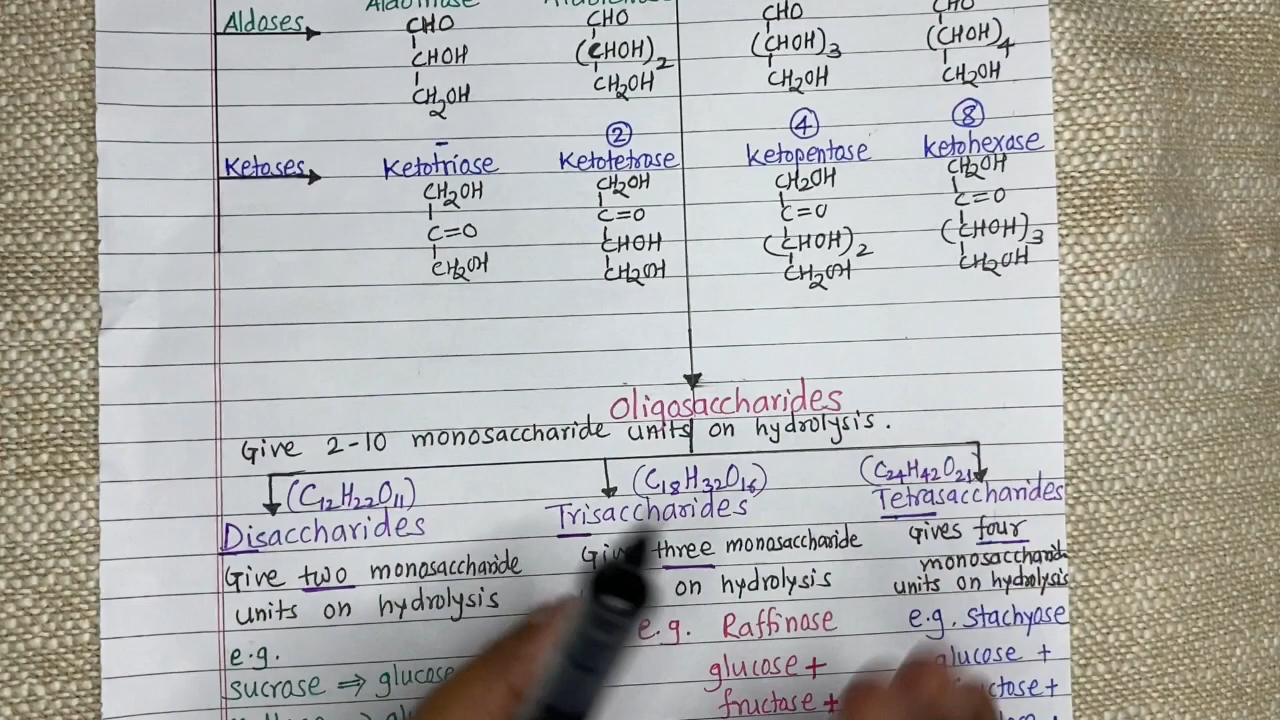 Aldoses
CHO
CHOH
CH2OH
CHO
(CHOH)2
CH2OH
CHO
(CHOH)3
CH2OH
CHO
(CHOH)4
CH2OH
Ketoses
Ketotriose
CH2OH
C=O
CH2OH
②
Ketotetrose
CH2OH
C=O
CHOH
CH2OH
④
ketopentose
CH2OH
C=O
(CHOH)2
CH2OH
⑧
ketohexose
CH2OH
C=O
(CHOH)3
CH2OH
Oligosaccharides
Give 2-10 monosaccharide units on hydrolysis.
(C12H22O11)
Disaccharides
Give two monosaccharide
units on hydrolysis
e.g.
sucrose ⇒ glucose
(C18H32O16)
Trisaccharides
Give three monosaccharide
on hydrolysis
e.g. Raffinose
glucose +
fructose +
(C24H42O21)
Tetrasaccharides
Gives four
monosaccharide
units on hydrolysis
e.g. Stachyose
glucose +